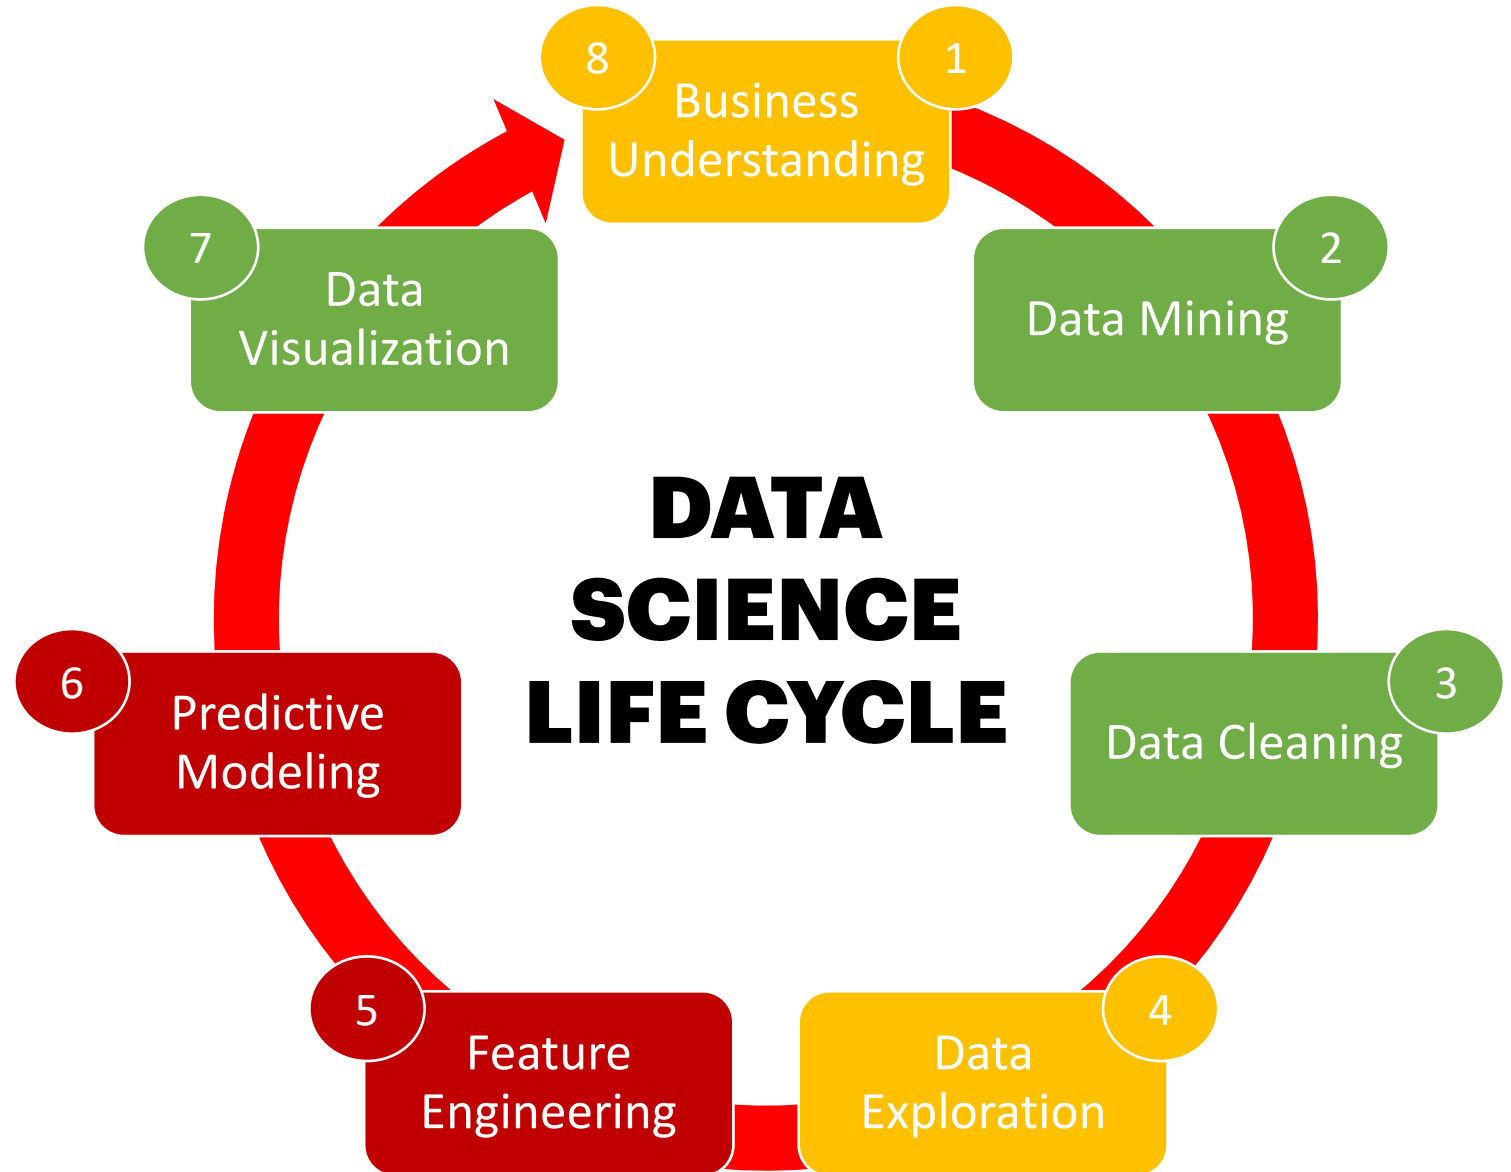 8
1
Business
Understanding
2
Data Mining
3
Data Cleaning
4
Data
Exploration
5
Feature
Engineering
6
Predictive
Modeling
7
Data
Visualization
DATA
SCIENCE
LIFE CYCLE